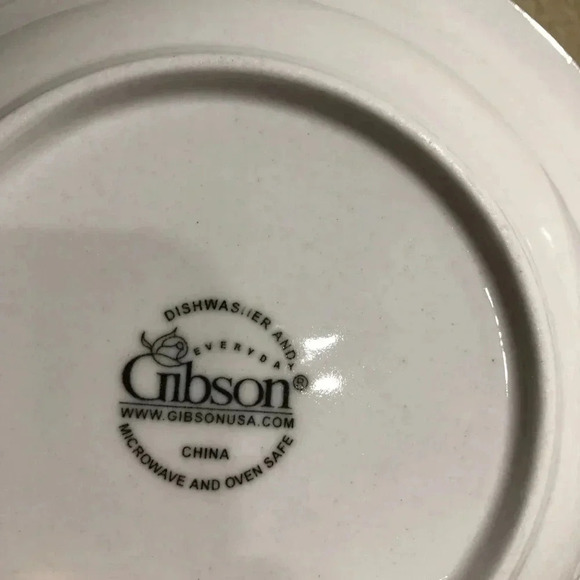 DISHWASHER AND
EVERYDAY
Gibson®
WWW.GIBSONUSA.COM
CHINA
MICROWAVE AND OVEN SAFE